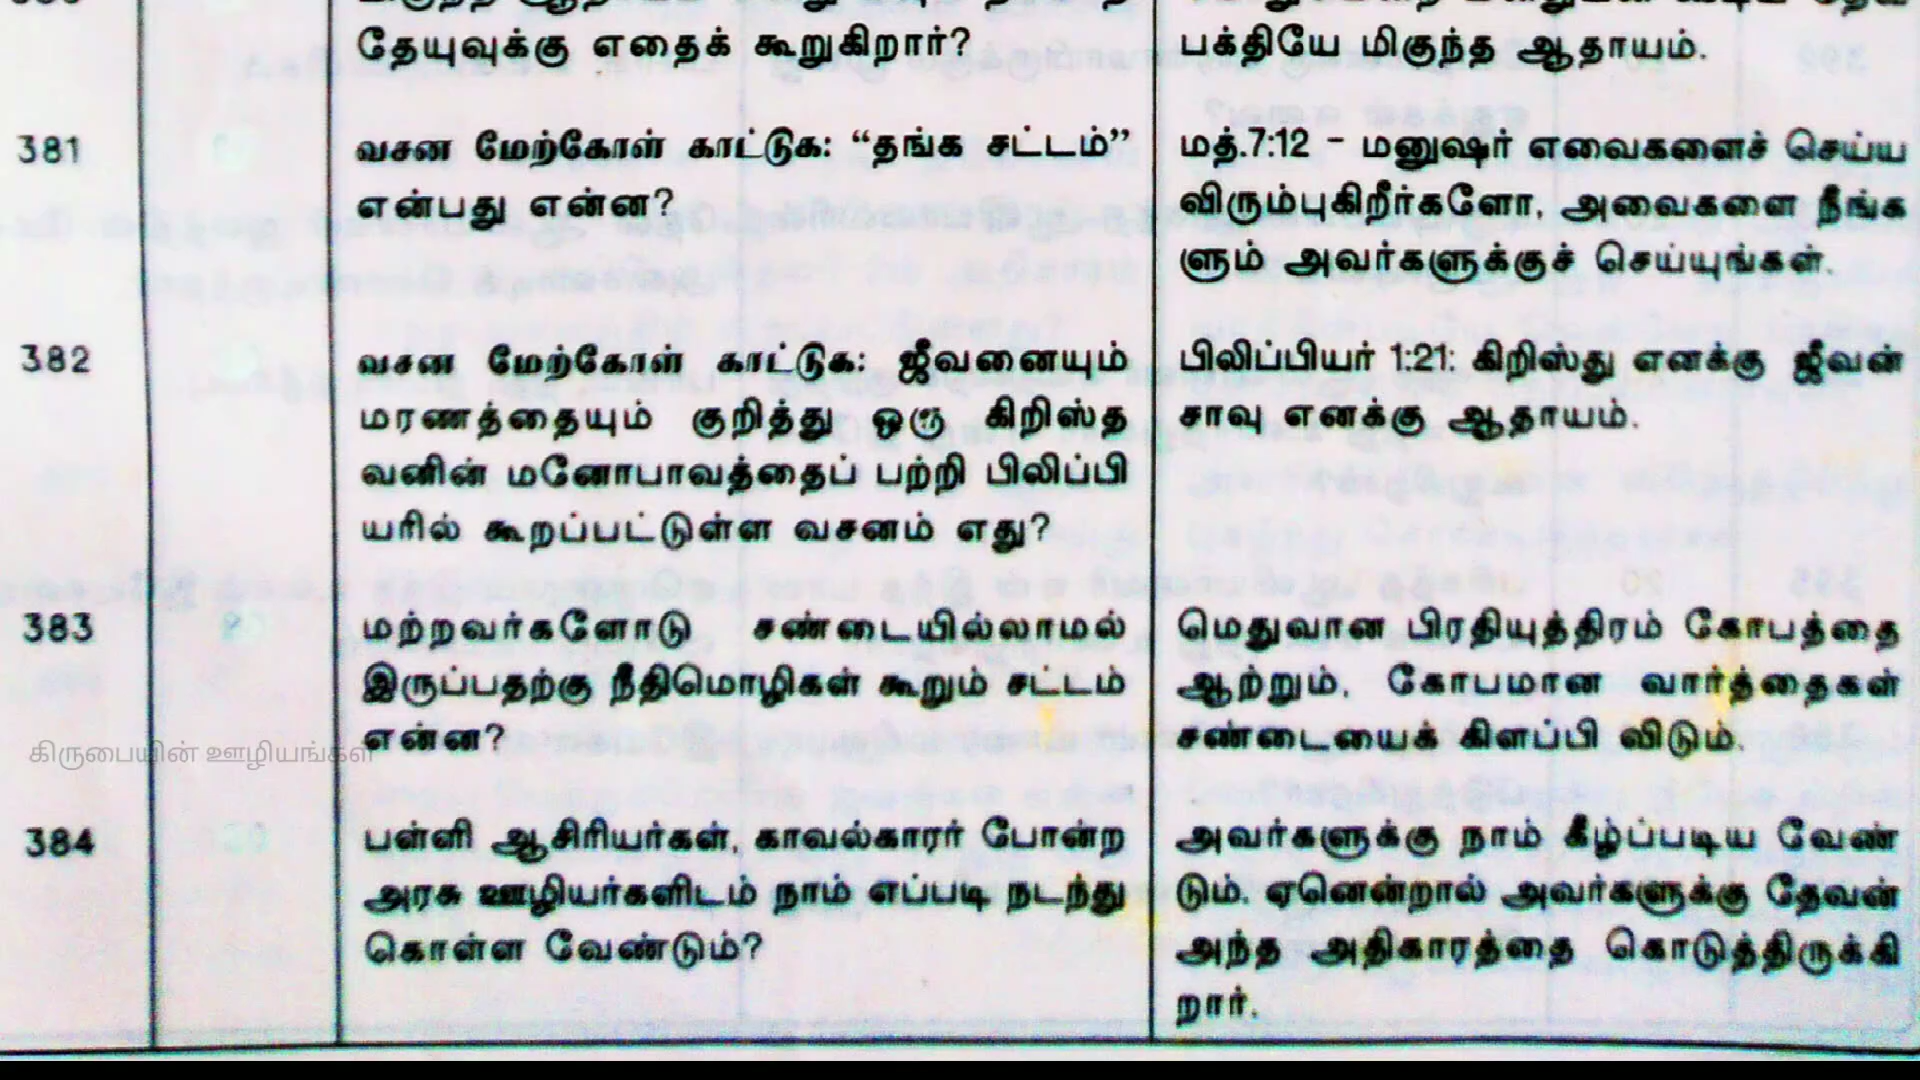 தேயுவுக்கு எதைக் கூறுகிறார்?
பக்தியே மிகுந்த ஆதாயம்.
381
வசன மேற்கோள் காட்டுக: “தங்க சட்டம்”
என்பது என்ன?
மத்.7:12 – மனுஷர் எவைகளைச் செய்ய
விரும்புகிறீர்களோ, அவைகளை நீங்க
ளும் அவர்களுக்குச் செய்யுங்கள்.
382
வசன மேற்கோள் காட்டுக: ஜீவனையும்
மரணத்தையும் குறித்து ஒரு கிறிஸ்த
வனின் மனோபாவத்தைப் பற்றி பிலிப்பி
யரில் கூறப்பட்டுள்ள வசனம் எது?
பிலிப்பியர் 1:21: கிறிஸ்து எனக்கு ஜீவன்
சாவு எனக்கு ஆதாயம்.
383
மற்றவர்களோடு சண்டையில்லாமல்
இருப்பதற்கு நீதிமொழிகள் கூறும் சட்டம்
என்ன?
மெதுவான பிரதியுத்திரம் கோபத்தை
ஆற்றும், கோபமான வார்த்தைகள்
சண்டையைக் கிளப்பி விடும்.
கிருபையின் ஊழியங்கள்
384
பள்ளி ஆசிரியர்கள், காவல்காரர் போன்ற
அரசு ஊழியர்களிடம் நாம் எப்படி நடந்து
கொள்ள வேண்டும்?
அவர்களுக்கு நாம் கீழ்ப்படிய வேண்
டும். ஏனென்றால் அவர்களுக்கு தேவன்
அந்த அதிகாரத்தை கொடுத்திருக்கி
றார்.